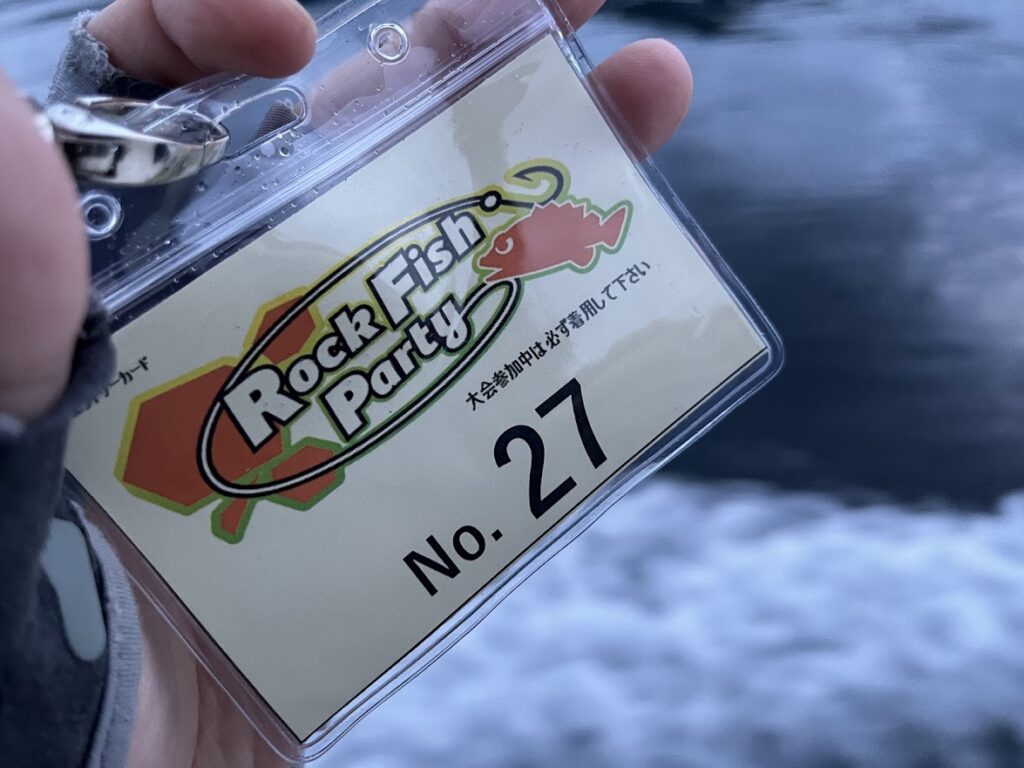 Rock Fish
Party
大会参加中は必ず着用して下さい
No. 27